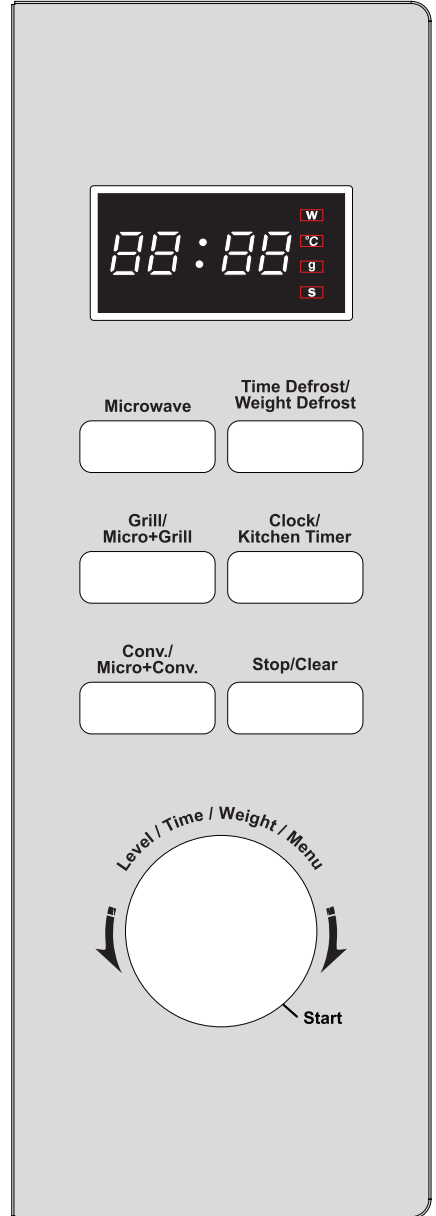 88:88
W
°C
g
S
Microwave
Time Defrost/
Weight Defrost
Grill/
Micro+Grill
Clock/
Kitchen Timer
Conv./
Micro+Conv.
Stop/Clear
Level / Time / Weight / Menu
Start